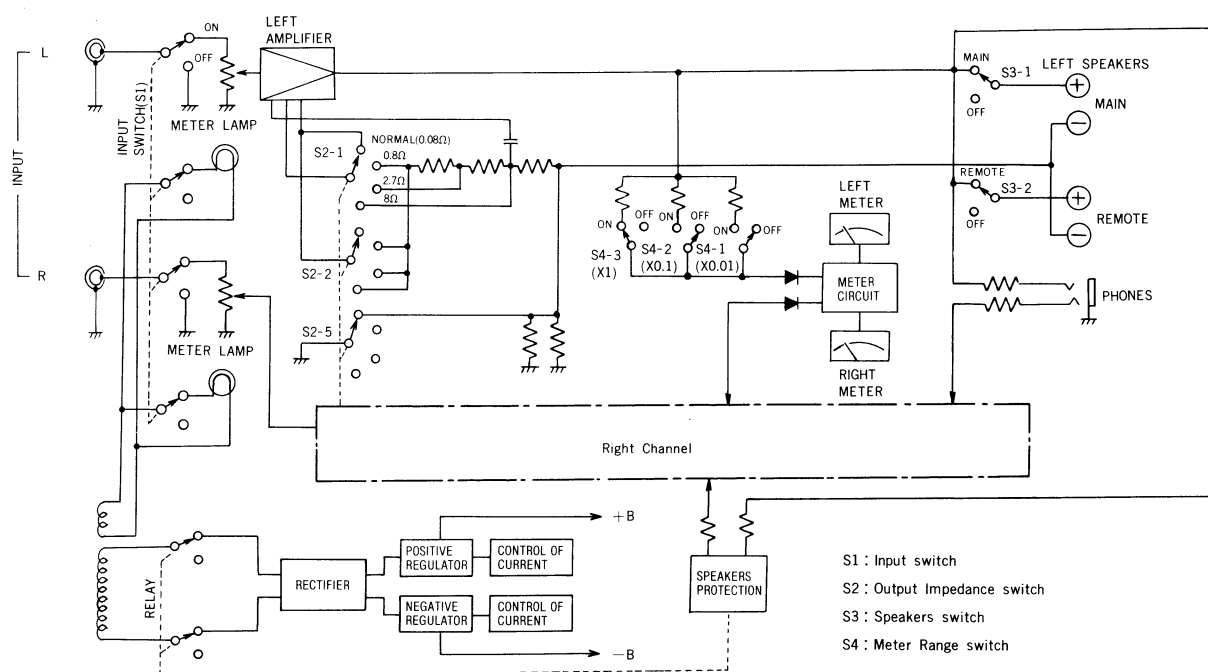 LEFT
AMPLIFIER
ON
L
OFF
METER LAMP
INPUT
SWITCH(S1)
INPUT
NORMAL(0.08Ω)
S2-1
0.8Ω
2.7Ω
8Ω
S2-2
S2-5
R
METER LAMP
MAIN
S3-1
OFF
LEFT SPEAKERS
+
MAIN
−
REMOTE
S3-2
OFF
+
REMOTE
−
LEFT
METER
ON
OFF
ON
OFF
ON
OFF
S4-3
(X1)
S4-2
(X0.1)
S4-1
(X0.01)
METER
CIRCUIT
RIGHT
METER
PHONES
Right Channel
RELAY
RECTIFIER
+B
POSITIVE
REGULATOR
CONTROL OF
CURRENT
NEGATIVE
REGULATOR
CONTROL OF
CURRENT
−B
SPEAKERS
PROTECTION
S1 : Input switch
S2 : Output Impedance switch
S3 : Speakers switch
S4 : Meter Range switch